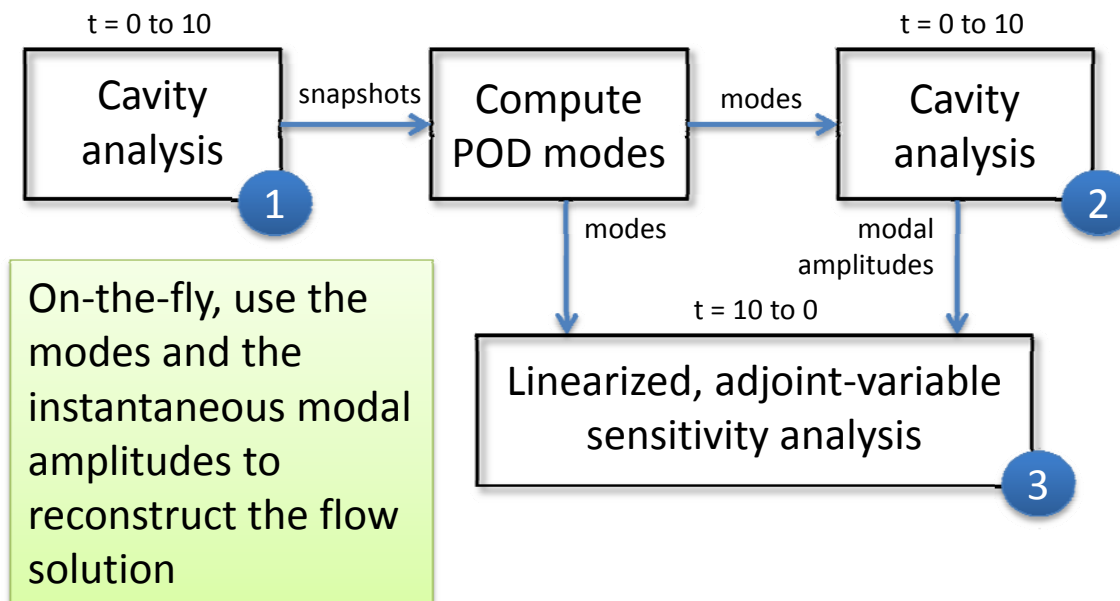 t = 0 to 10
Cavity
analysis
1
snapshots
Compute
POD modes
modes
t = 0 to 10
Cavity
analysis
2
modes
modal
amplitudes
On-the-fly, use the
modes and the
instantaneous modal
amplitudes to
reconstruct the flow
solution
t = 10 to 0
Linearized, adjoint-variable
sensitivity analysis
3